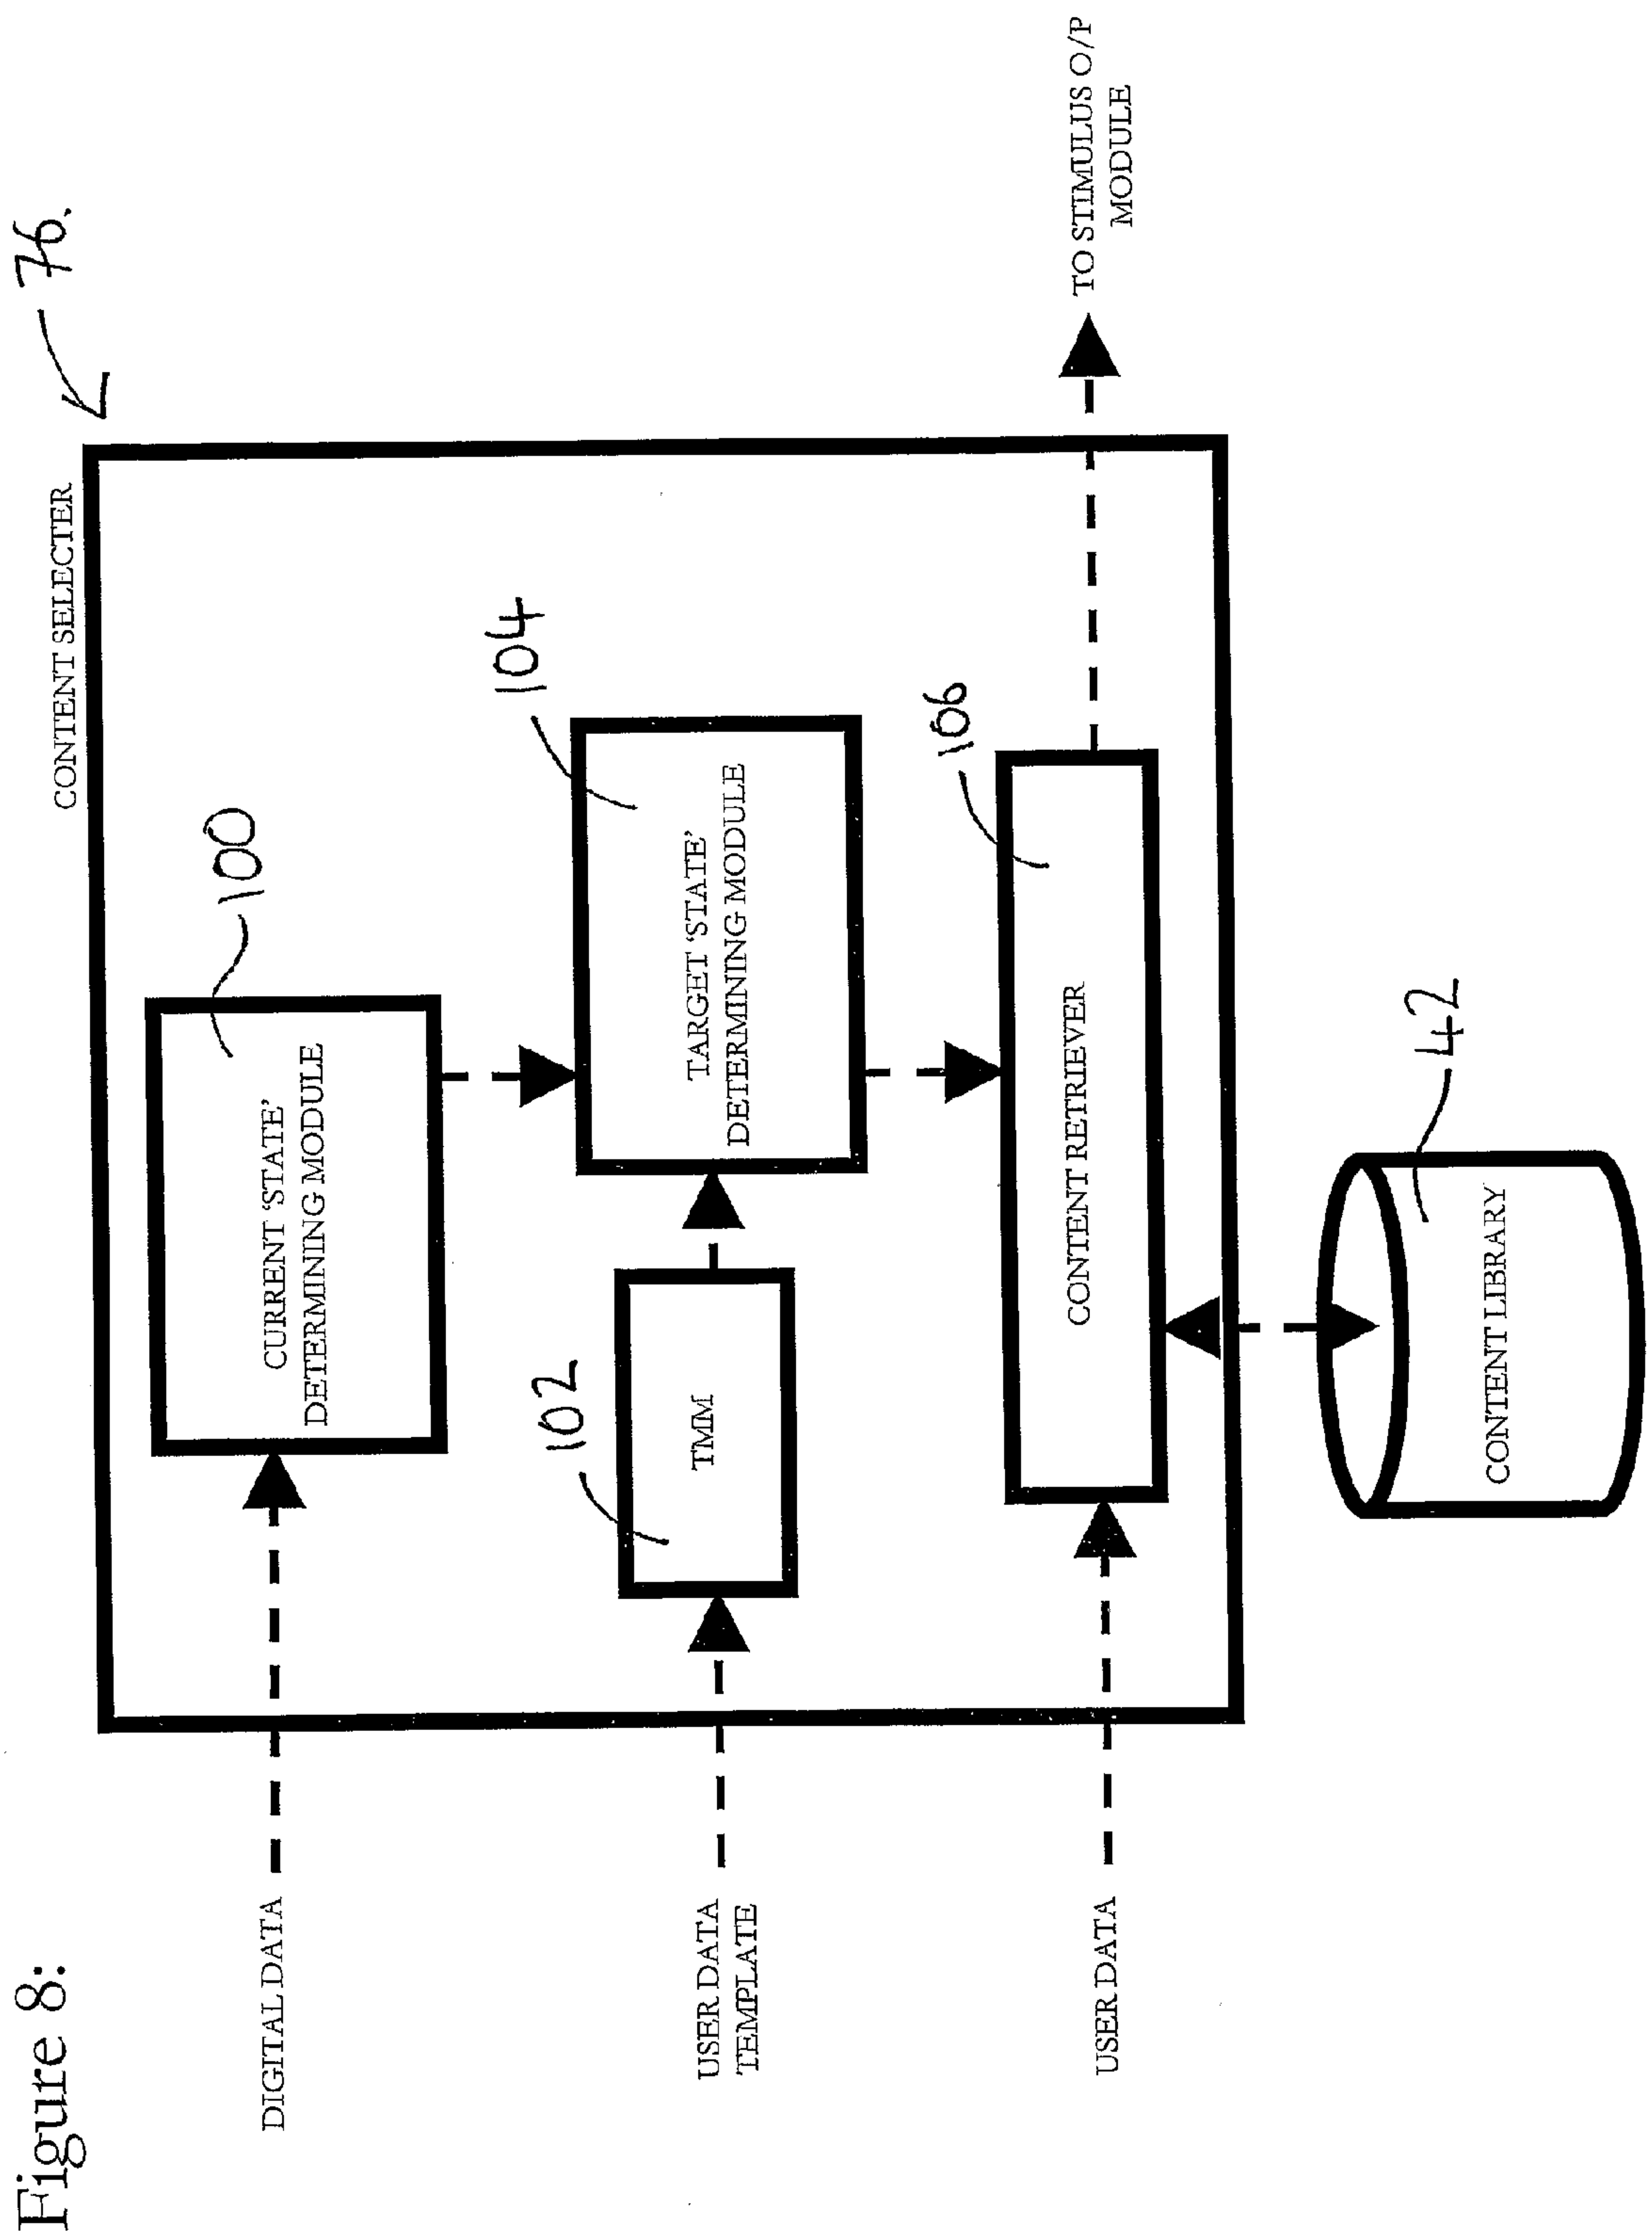 Figure 8:
CONTENT SELECTER
76.
DIGITAL DATA
CURRENT 'STATE'
DETERMINING MODULE
100
USER DATA
TEMPLATE
102
TMM
104
TARGET 'STATE'
DETERMINING MODULE
USER DATA
106
CONTENT RETRIEVER
TO STIMULUS O/P
MODULE
CONTENT LIBRARY
42